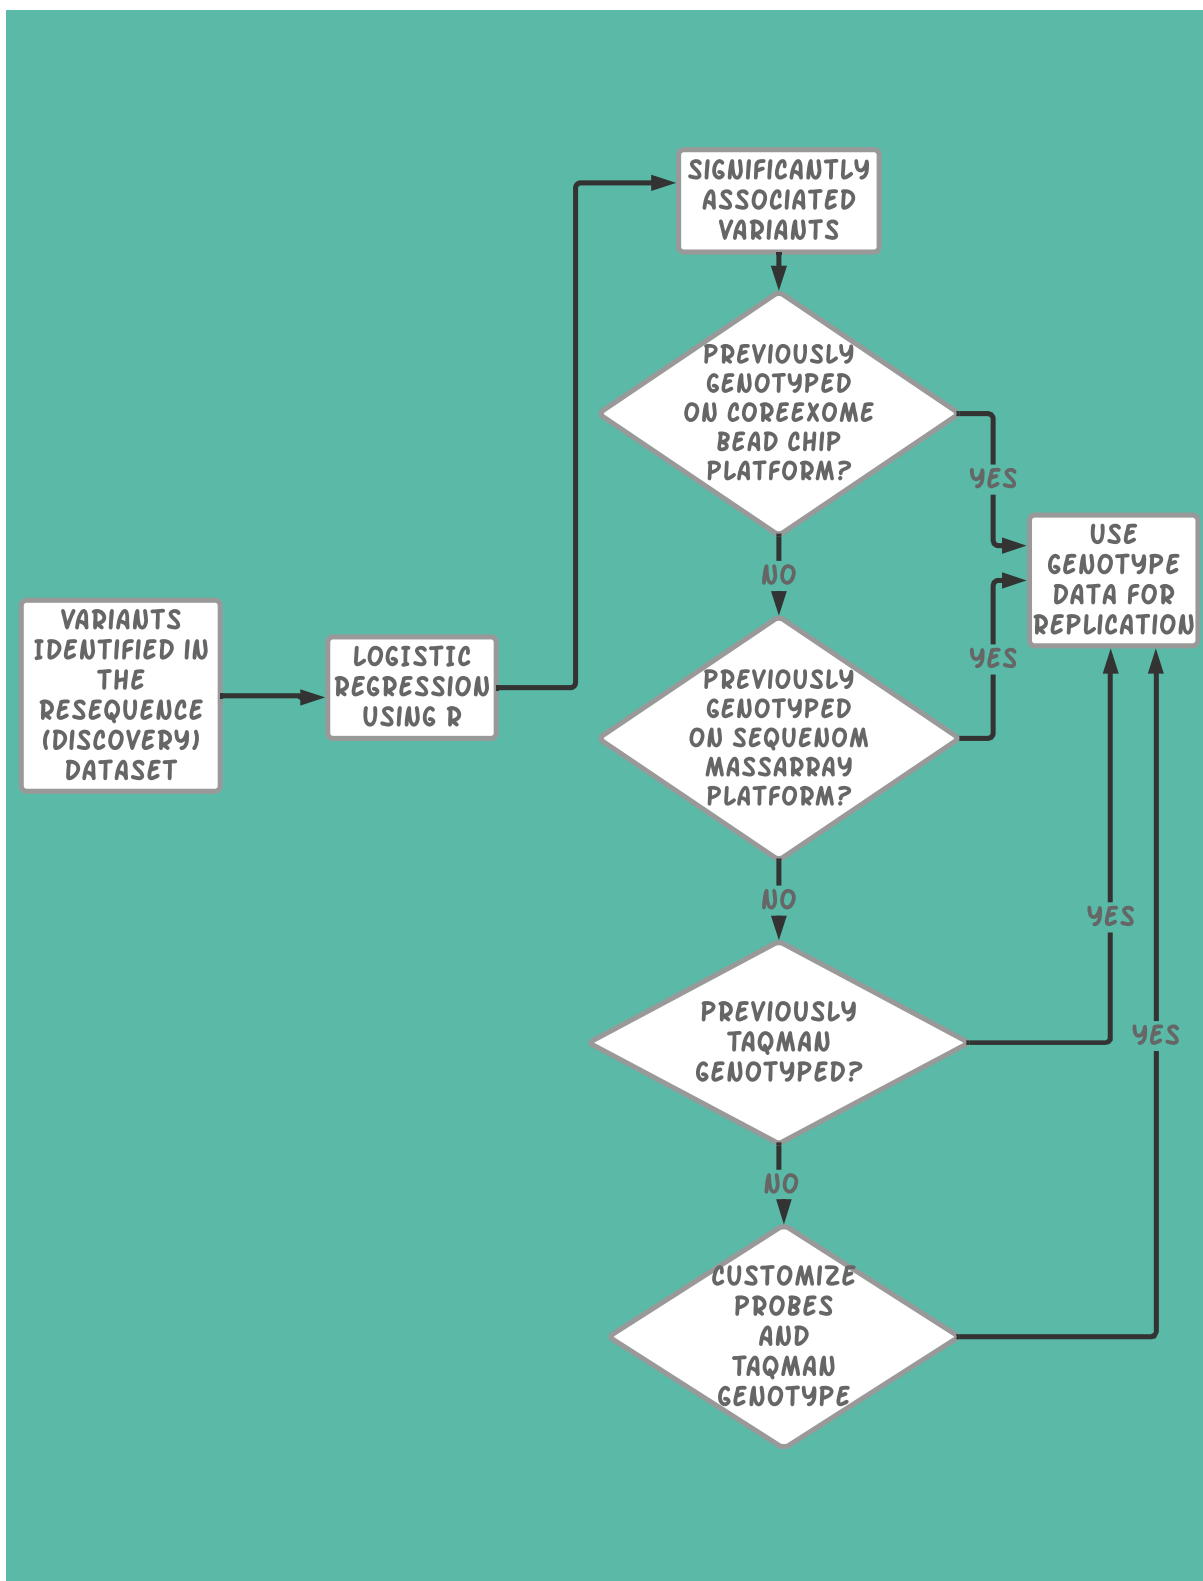 SIGNIFICANTLY
ASSOCIATED
VARIANTS
PREVIOUSLY
GENOTYPED
ON COREEXOME
BEAD CHIP
PLATFORM?
YES
USE
GENOTYPE
DATA FOR
REPLICATION
NO
VARIANTS
IDENTIFIED IN
THE
RESEQUENCE
(DISCOVERY)
DATASET
LOGISTIC
REGRESSION
USING R
YES
PREVIOUSLY
GENOTYPED
ON SEQUENOM
MASSARRAY
PLATFORM?
NO
YES
PREVIOUSLY
TAQMAN
GENOTYPED?
YES
NO
CUSTOMIZE
PROBES
AND
TAQMAN
GENOTYPE